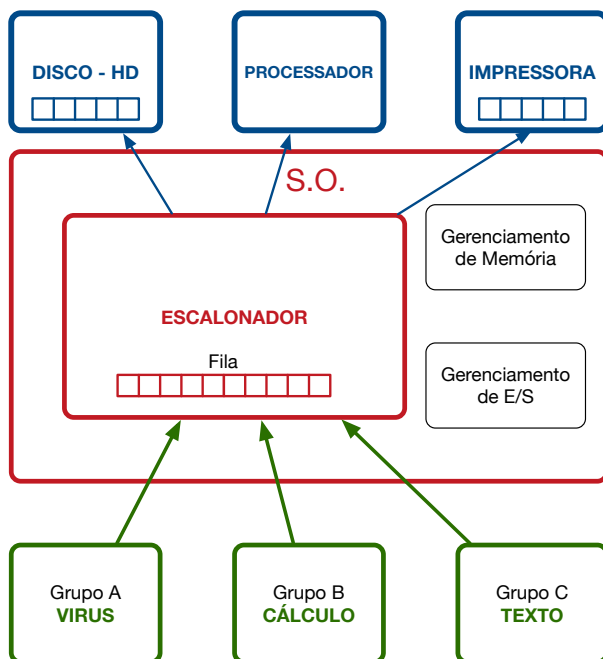 DISCO - HD
PROCESSADOR
IMPRESSORA
S.O.
Gerenciamento
de Memória
ESCALONADOR
Fila
Gerenciamento
de E/S
Grupo A
VIRUS
Grupo B
CÁLCULO
Grupo C
TEXTO